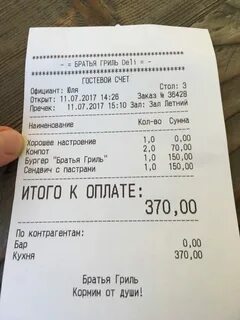 - = БРАТЬЯ ГРИЛЬ Deli = -
ГОСТЕВОЙ СЧЕТ
Официант: Юля Стол: 3
Открыт: 11.07.2017 14:26 Заказ № 36428
Пречек: 11.07.2017 15:10 Зал: Зал Летний
Наименование Кол-во Сумма
Хорошее настроение 1,0 0,00
Компот 2,0 70,00
Бургер "Братья Гриль" 1,0 150,00
Сендвич с пастрами 1,0 150,00
ИТОГО К ОПЛАТЕ:
370,00
По контрагентам:
Бар 0,00
Кухня 370,00
Братья Гриль
Кормим от души!